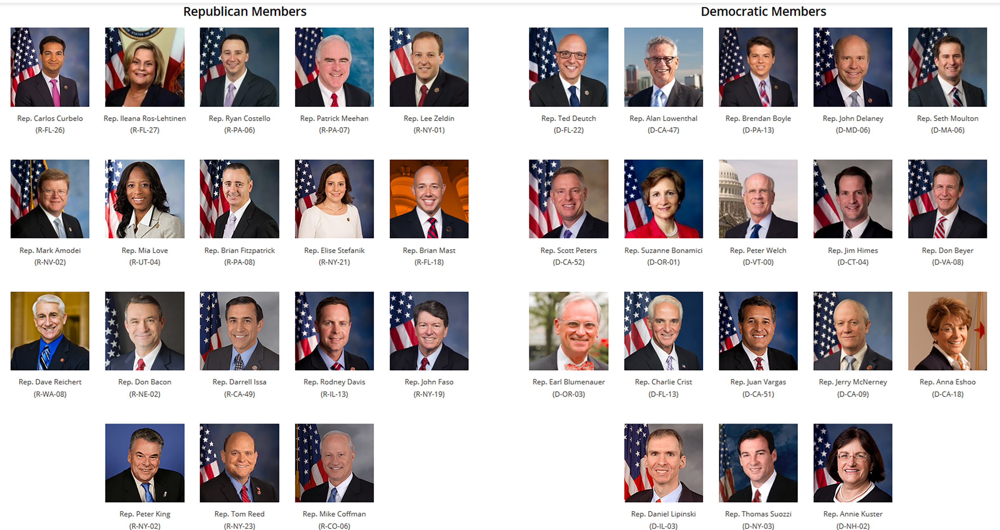 Republican Members
Rep. Carlos Curbelo
(R-FL-26)
Rep. Ileana Ros-Lehtinen
(R-FL-27)
Rep. Ryan Costello
(R-PA-06)
Rep. Patrick Meehan
(R-PA-07)
Rep. Lee Zeldin
(R-NY-01)
Rep. Mark Amodei
(R-NV-02)
Rep. Mia Love
(R-UT-04)
Rep. Brian Fitzpatrick
(R-PA-08)
Rep. Elise Stefanik
(R-NY-21)
Rep. Brian Mast
(R-FL-18)
Rep. Dave Reichert
(R-WA-08)
Rep. Don Bacon
(R-NE-02)
Rep. Darrell Issa
(R-CA-49)
Rep. Rodney Davis
(R-IL-13)
Rep. John Faso
(R-NY-19)
Rep. Peter King
(R-NY-02)
Rep. Tom Reed
(R-NY-23)
Rep. Mike Coffman
(R-CO-06)
Democratic Members
Rep. Ted Deutch
(D-FL-22)
Rep. Alan Lowenthal
(D-CA-47)
Rep. Brendan Boyle
(D-PA-13)
Rep. John Delaney
(D-MD-06)
Rep. Seth Moulton
(D-MA-06)
Rep. Scott Peters
(D-CA-52)
Rep. Suzanne Bonamici
(D-OR-01)
Rep. Peter Welch
(D-VT-00)
Rep. Jim Himes
(D-CT-04)
Rep. Don Beyer
(D-VA-08)
Rep. Earl Blumenauer
(D-OR-03)
Rep. Charlie Crist
(D-FL-13)
Rep. Juan Vargas
(D-CA-51)
Rep. Jerry McNerney
(D-CA-09)
Rep. Anna Eshoo
(D-CA-18)
Rep. Daniel Lipinski
(D-IL-03)
Rep. Thomas Suozzi
(D-NY-03)
Rep. Annie Kuster
(D-NH-02)